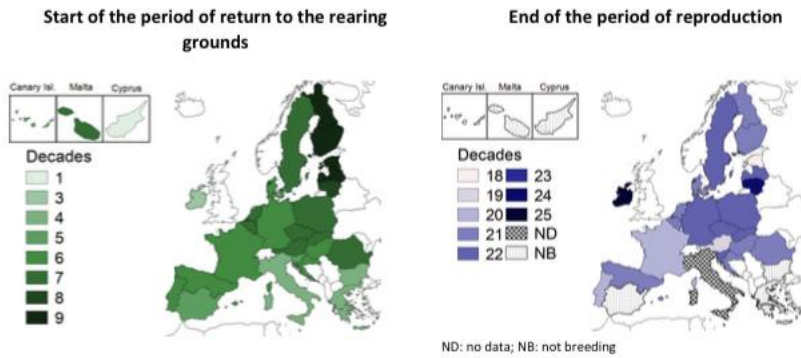 Start of the period of return to the rearing
grounds
Canary Isl. Malta Cyprus
Decades
1
3
4
5
6
7
8
9
End of the period of reproduction
Canary Isl. Malta Cyprus
Decades
18 23
19 24
20 25
21 ND
22 NB
ND: no data; NB: not breeding